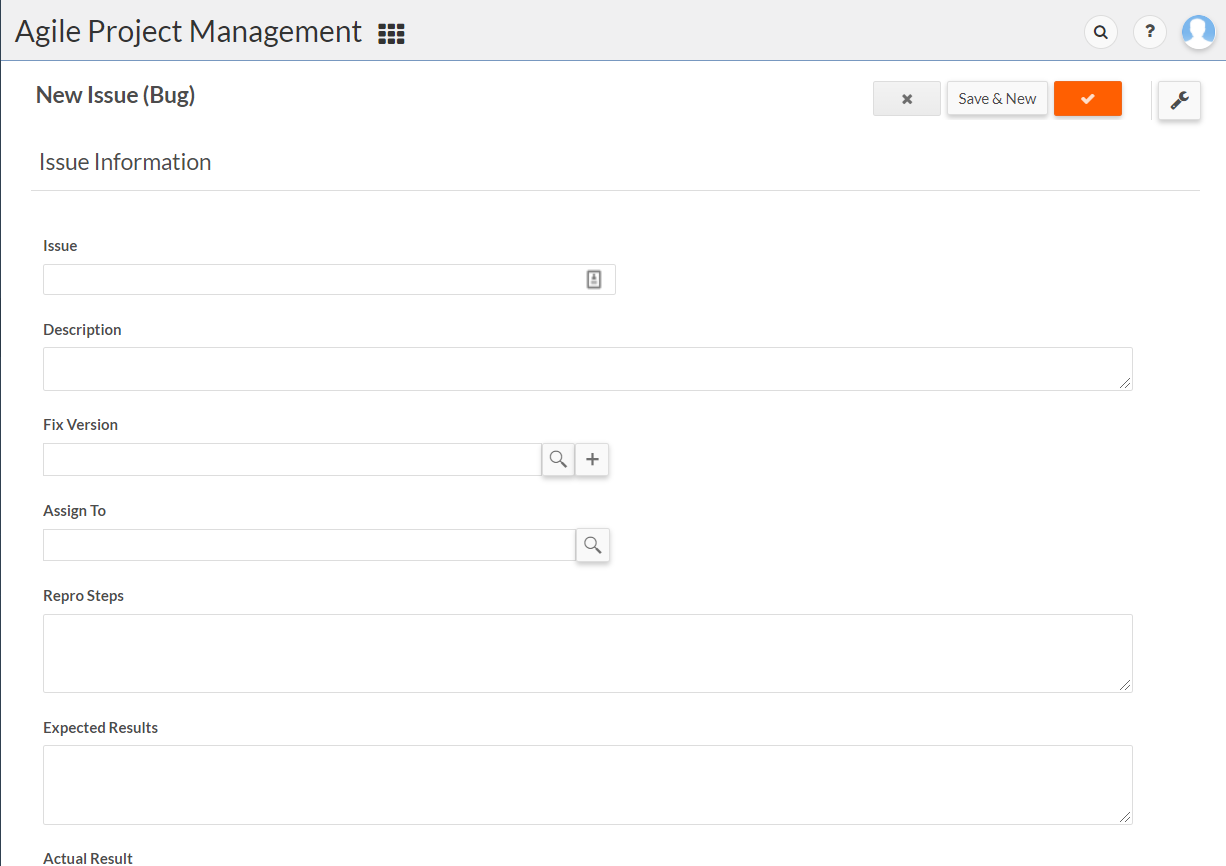 Agile Project Management
?
New Issue (Bug)
Save & New
Issue Information
Issue
Description
Fix Version
+
Assign To
Repro Steps
Expected Results
Actual Result